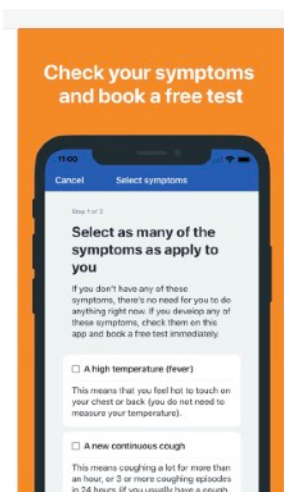 Check your symptoms
and book a free test
11:00
Cancel
Select symptoms
Step 1 of 2
Select as many of the
symptoms as apply to
you
If you don't have any of these
symptoms, there's no need for you to do
anything right now. If you develop any of
these symptoms, check them on this
app and book a free test immediately.
A high temperature (fever)
This means that you feel hot to touch on
your chest or back (you do not need to
measure your temperature).
A new continuous cough
This means coughing a lot for more than
an hour, or 3 or more coughing episodes
in 24 hours (if you usually have a cough,